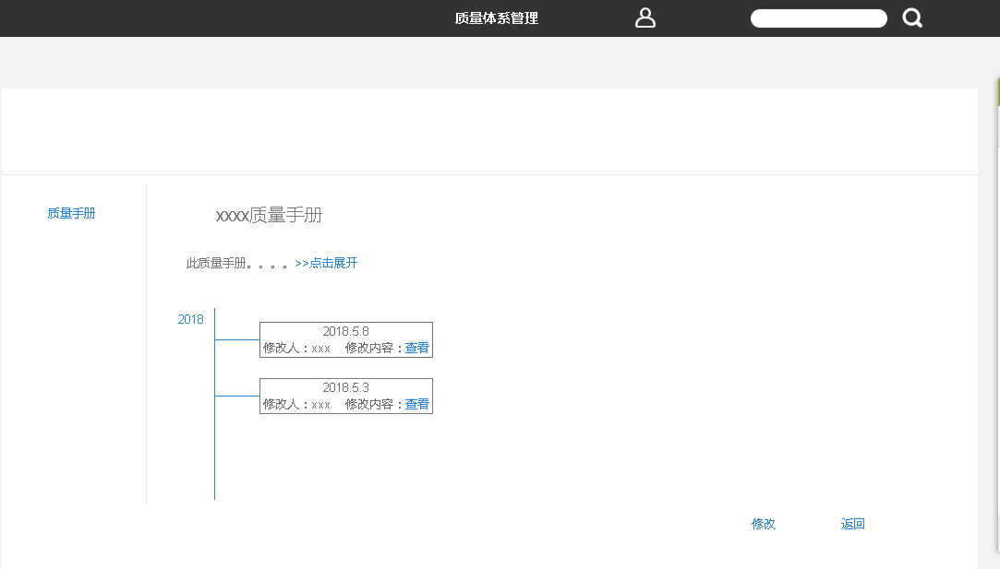 质量体系管理
质量手册
xxxx质量手册
此质量手册。。。。>>点击展开
2018
2018.5.8
修改人：xxx 修改内容：查看
2018.5.3
修改人：xxx 修改内容：查看
修改 返回